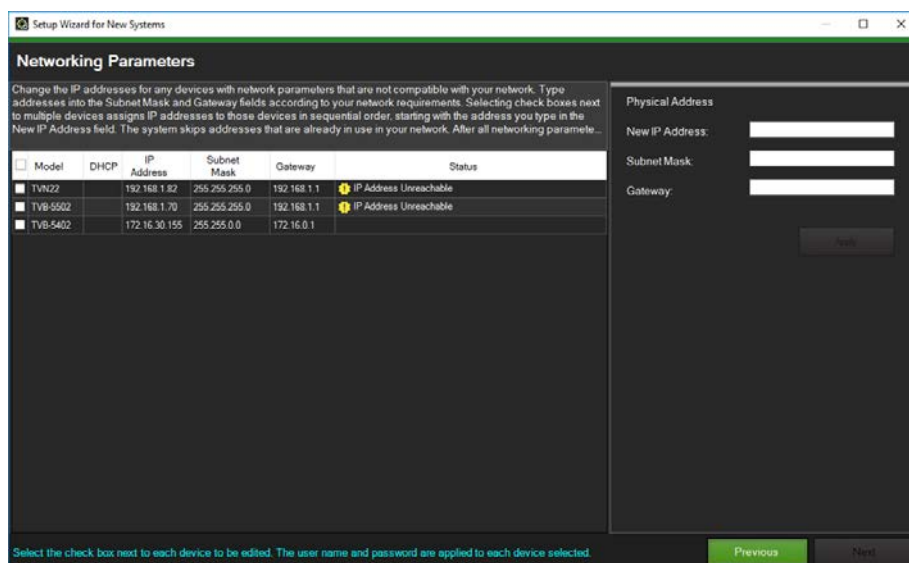 Setup Wizard for New Systems
Networking Parameters
Change the IP addresses for any devices with network parameters that are not compatible with your network. Type
addresses into the Subnet Mask and Gateway fields according to your network requirements. Selecting check boxes next
to multiple devices assigns IP addresses to those devices in sequential order, starting with the address you type in the
New IP Address field. The system skips addresses that are already in use in your network. After all networking paramete...
Model DHCP IP Address Subnet Mask Gateway Status
TVN22 192.168.1.82 255.255.255.0 192.168.1.1 IP Address Unreachable
TVB-5502 192.168.1.70 255.255.255.0 192.168.1.1 IP Address Unreachable
TVB-5402 172.16.30.155 255.255.0.0 172.16.0.1
Physical Address
New IP Address:
Subnet Mask:
Gateway:
Apply
Select the check box next to each device to be edited. The user name and password are applied to each device selected.
Previous
Next